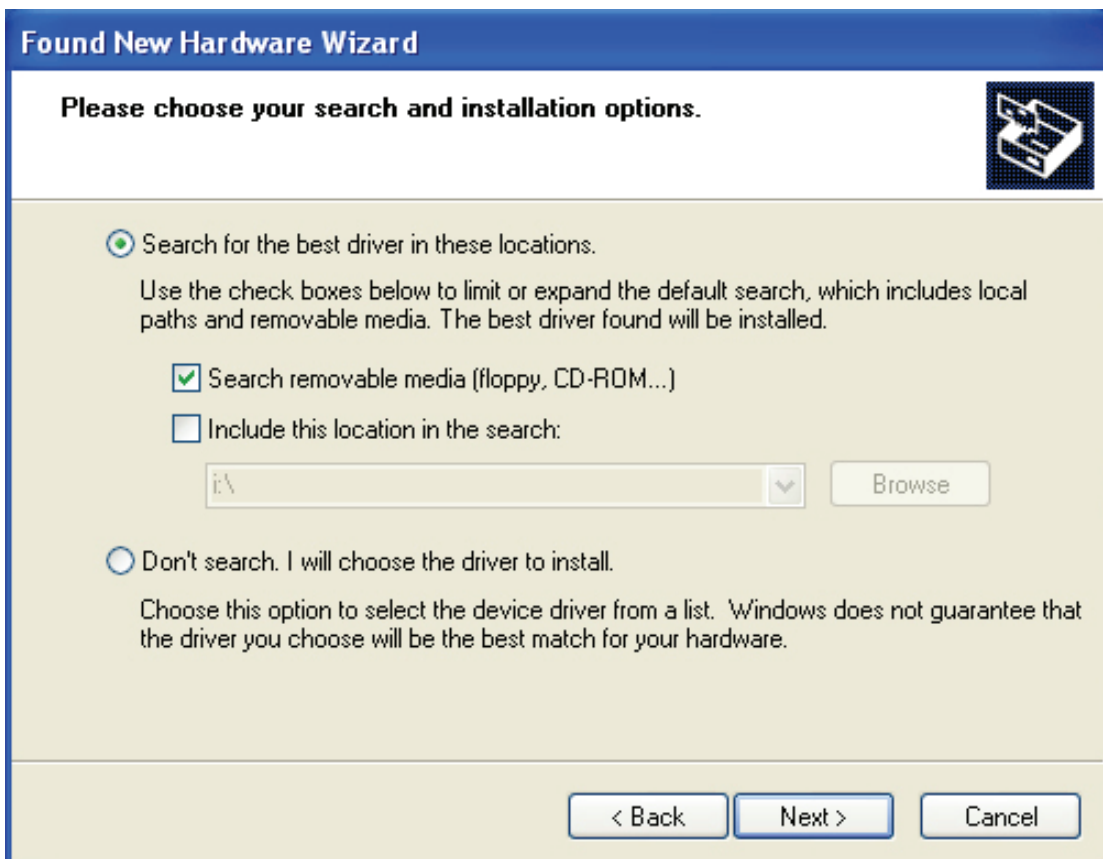 Found New Hardware Wizard
Please choose your search and installation options.
Search for the best driver in these locations.
Use the check boxes below to limit or expand the default search, which includes local
paths and removable media. The best driver found will be installed.
Search removable media (floppy, CD-ROM...)
Include this location in the search:
i:\
Browse
Don't search. I will choose the driver to install.
Choose this option to select the device driver from a list.  Windows does not guarantee that
the driver you choose will be the best match for your hardware.
< Back
Next >
Cancel